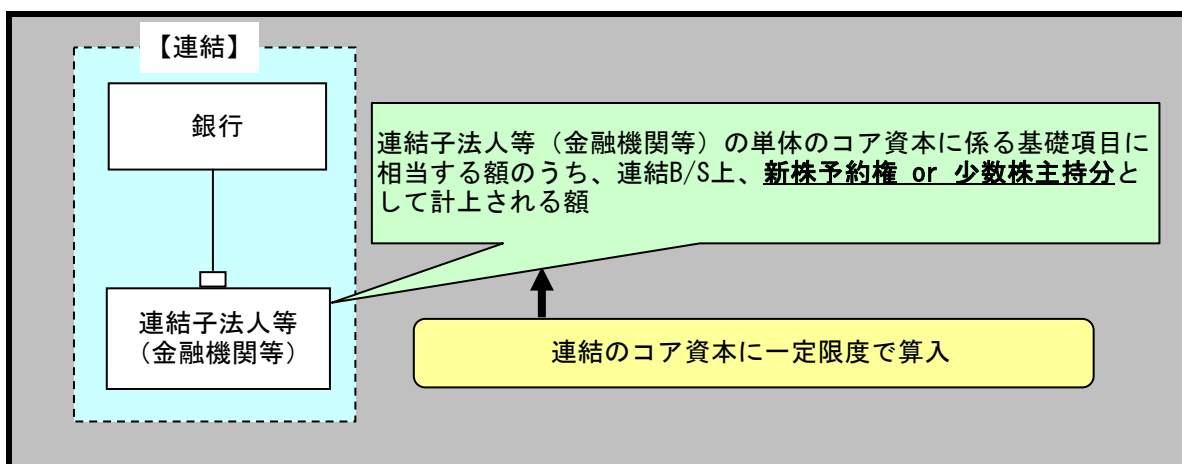 【連結】
銀行
連結子法人等(金融機関等)の単体のコア資本に係る基礎項目に
相当する額のうち、連結B/S上、新株予約権 or 少数株主持分と
して計上される額
連結子法人等
(金融機関等)
連結のコア資本に一定限度で算入